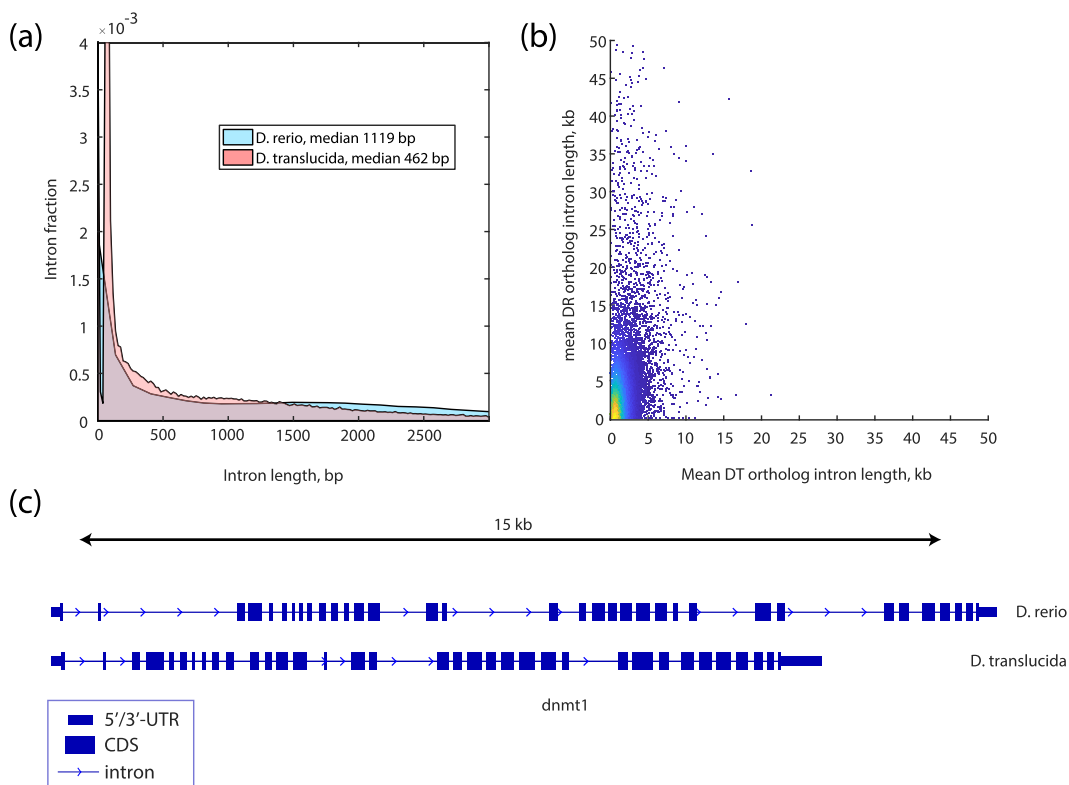 (a)
×10-3
4
3.5
3
2.5
2
1.5
1
0.5
0
Intron fraction
D. rerio, median 1119 bp
D. translucida, median 462 bp
0 500 1000 1500 2000 2500
Intron length, bp
(b)
50
45
40
35
30
25
20
15
10
5
0
mean DR ortholog intron length, kb
0 5 10 15 20 25 30 35 40 45 50
Mean DT ortholog intron length, kb
(c)
15 kb
D. rerio
D. translucida
dnmt1
5'/3'-UTR
CDS
intron